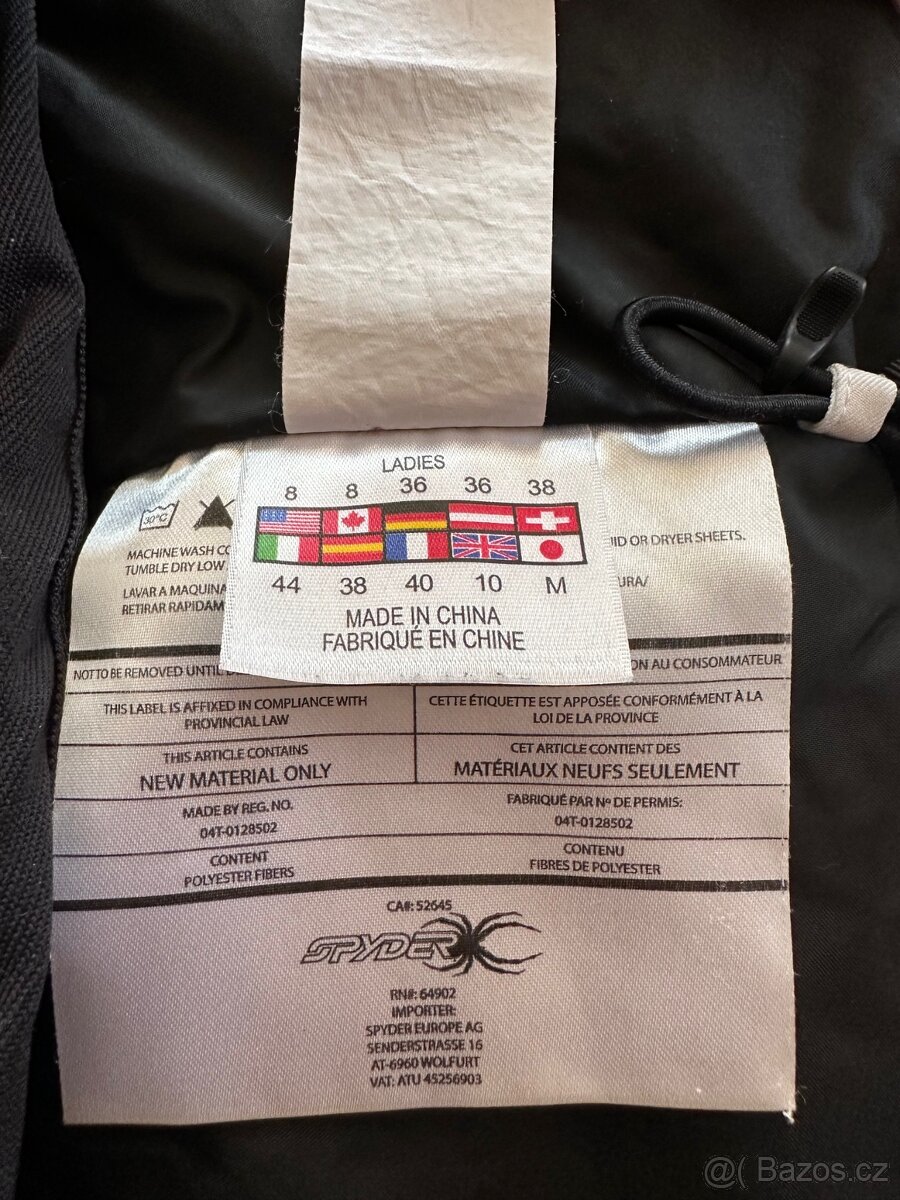 LADIES
8 8 36 36 38
44 38 40 10 M
MADE IN CHINA
FABRIQUÉ EN CHINE
30°C
MACHINE WASH
TUMBLE DRY LOW
ID OR DRYER SHEETS.
LAVAR A MAQUINA
RETIRAR RAPIDAM
URA/
NOT TO BE REMOVED UNTIL
ON AU CONSOMMATEUR
THIS LABEL IS AFFIXED IN COMPLIANCE WITH
PROVINCIAL LAW
CETTE ÉTIQUETTE EST APPOSÉE CONFORMÉMENT À LA
LOI DE LA PROVINCE
THIS ARTICLE CONTAINS
NEW MATERIAL ONLY
CET ARTICLE CONTIENT DES
MATÉRIAUX NEUFS SEULEMENT
MADE BY REG. NO.
04T-0128502
FABRIQUÉ PAR Nº DE PERMIS:
04T-0128502
CONTENT
POLYESTER FIBERS
CONTENU
FIBRES DE POLYESTER
CA#: 52645
SPYDER
RN#: 64902
IMPORTER:
SPYDER EUROPE AG
SENDERSTRASSE 16
AT-6960 WOLFURT
VAT: ATU 45256903
@( Bazos.cz